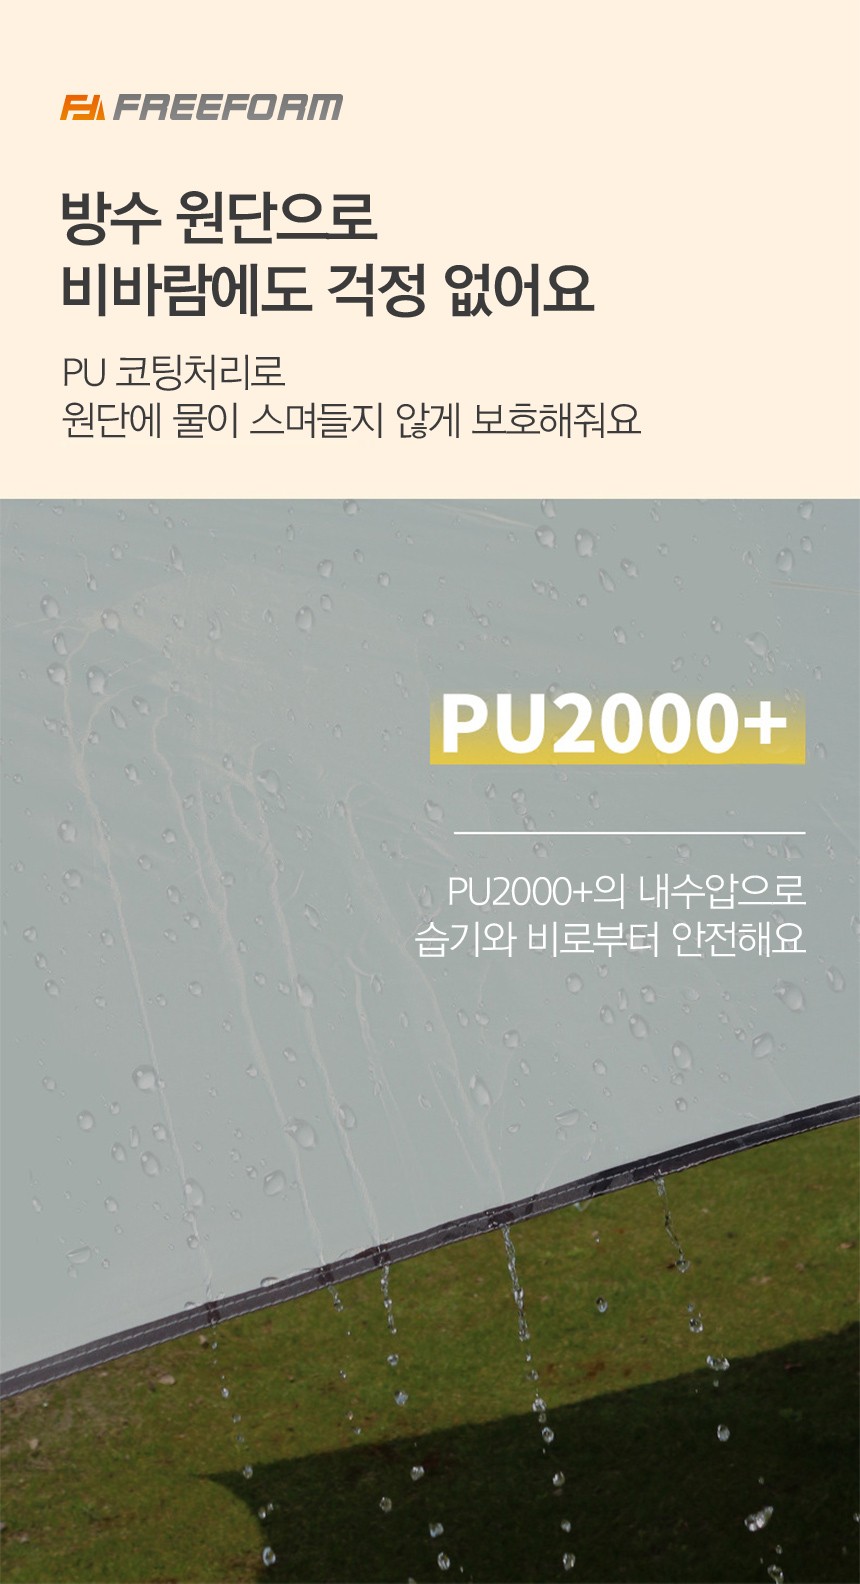 FREEFORM
방수 원단으로
비바람에도 걱정 없어요
PU 코팅처리로
원단에 물이 스며들지 않게 보호해줘요
PU2000+
PU2000+의 내수압으로
습기와 비로부터 안전해요